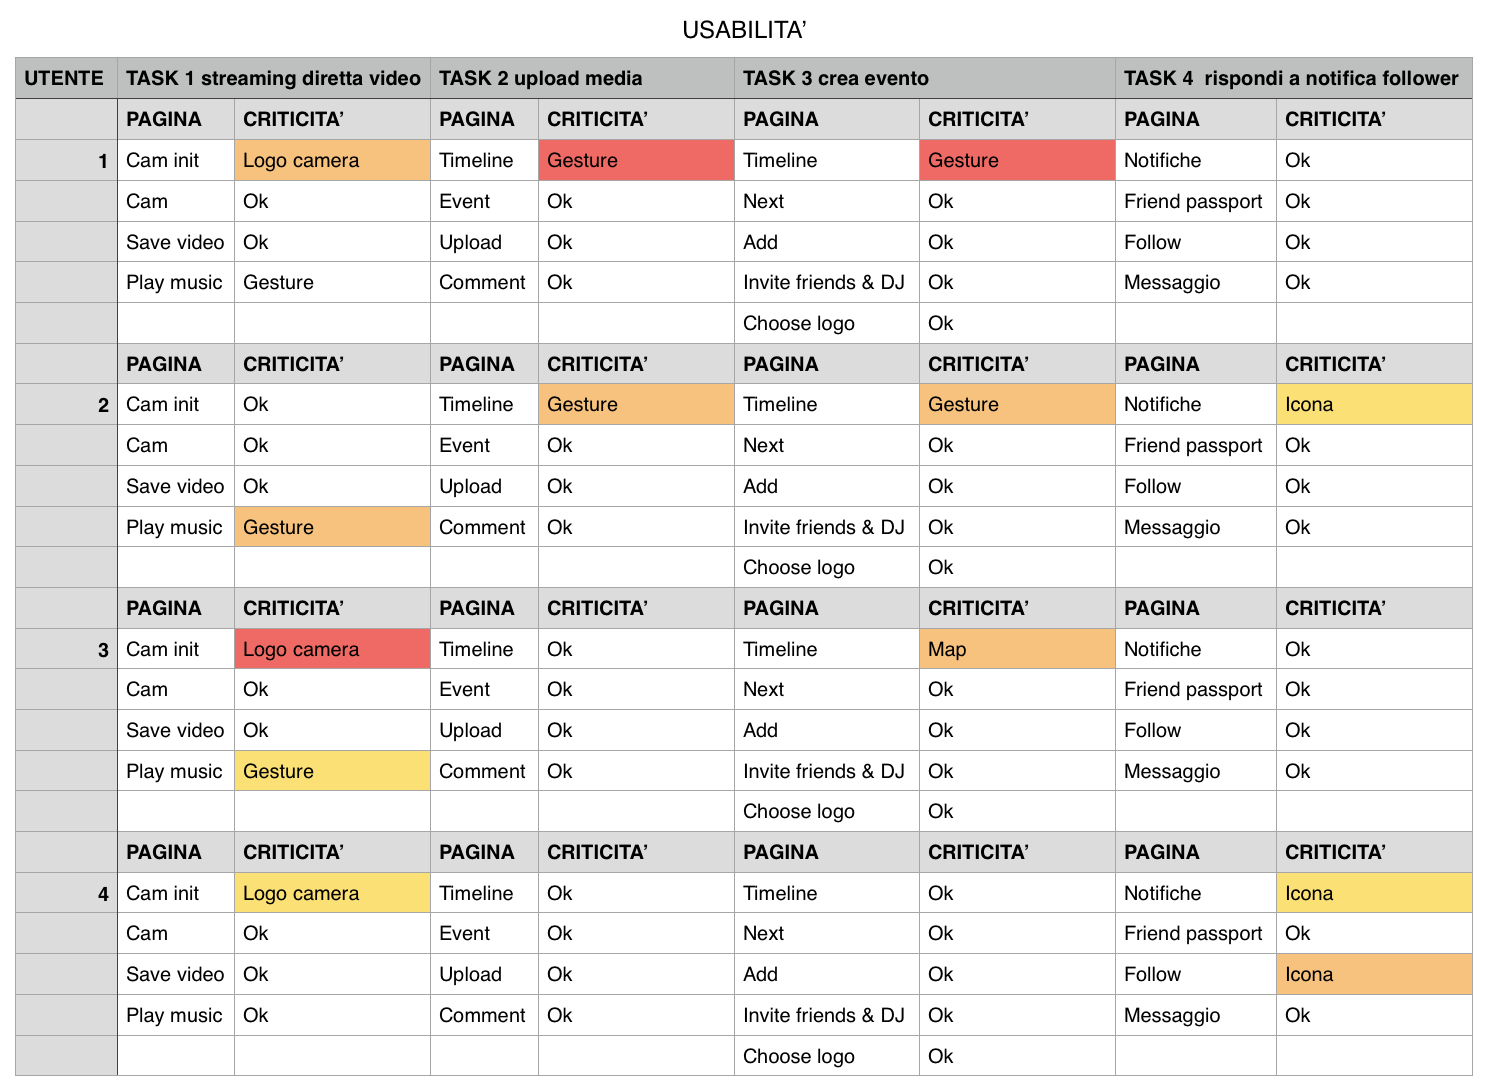 USABILITA’
UTENTE TASK 1 streaming diretta video TASK 2 upload media TASK 3 crea evento TASK 4 rispondi a notifica follower
PAGINA CRITICITA’ PAGINA CRITICITA’ PAGINA CRITICITA’ PAGINA CRITICITA’
1 Cam init Logo camera Timeline Gesture Timeline Gesture Notifiche Ok
Cam Ok Event Ok Next Ok Friend passport Ok
Save video Ok Upload Ok Add Ok Follow Ok
Play music Gesture Comment Ok Invite friends & DJ Ok Messaggio Ok
Choose logo Ok
PAGINA CRITICITA’ PAGINA CRITICITA’ PAGINA CRITICITA’ PAGINA CRITICITA’
2 Cam init Ok Timeline Gesture Timeline Gesture Notifiche Icona
Cam Ok Event Ok Next Ok Friend passport Ok
Save video Ok Upload Ok Add Ok Follow Ok
Play music Gesture Comment Ok Invite friends & DJ Ok Messaggio Ok
Choose logo Ok
PAGINA CRITICITA’ PAGINA CRITICITA’ PAGINA CRITICITA’ PAGINA CRITICITA’
3 Cam init Logo camera Timeline Ok Timeline Map Notifiche Ok
Cam Ok Event Ok Next Ok Friend passport Ok
Save video Ok Upload Ok Add Ok Follow Ok
Play music Gesture Comment Ok Invite friends & DJ Ok Messaggio Ok
Choose logo Ok
PAGINA CRITICITA’ PAGINA CRITICITA’ PAGINA CRITICITA’ PAGINA CRITICITA’
4 Cam init Logo camera Timeline Ok Timeline Ok Notifiche Icona
Cam Ok Event Ok Next Ok Friend passport Ok
Save video Ok Upload Ok Add Ok Follow Icona
Play music Ok Comment Ok Invite friends & DJ Ok Messaggio Ok
Choose logo Ok